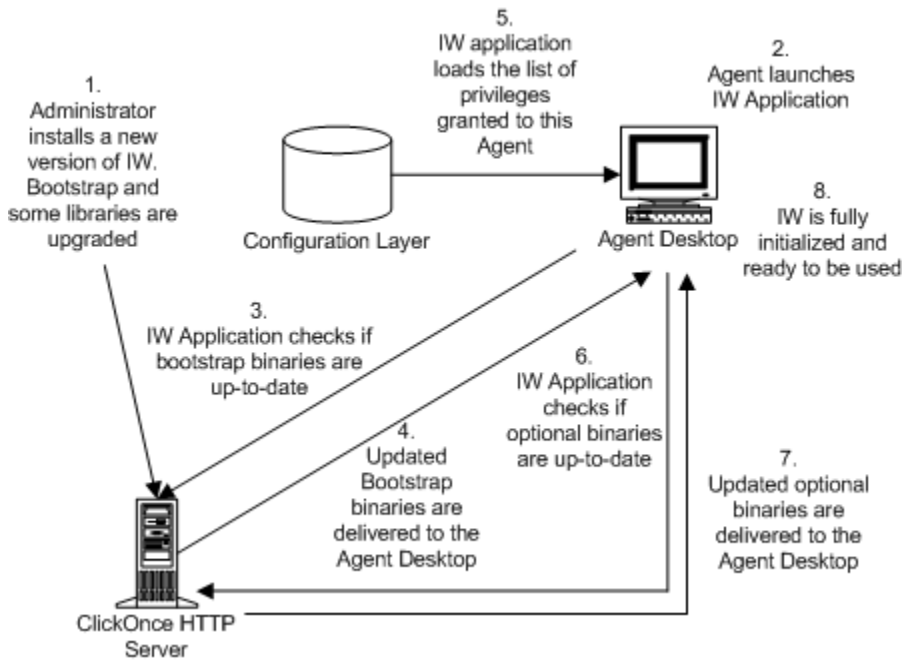 1.
Administrator
installs a new
version of IW.
Bootstrap and
some libraries are
upgraded
5.
IW application
loads the list of
privileges
granted to this
Agent
2.
Agent launches
IW Application
Configuration Layer
Agent Desktop
8.
IW is fully
initialized and
ready to be used
3.
IW Application checks if
bootstrap binaries are
up-to-date
4.
Updated
Bootstrap
binaries are
delivered to the
Agent Desktop
6.
IW Application
checks if
optional binaries
are up-to-date
7.
Updated optional
binaries are
delivered to the
Agent Desktop
ClickOnce HTTP
Server